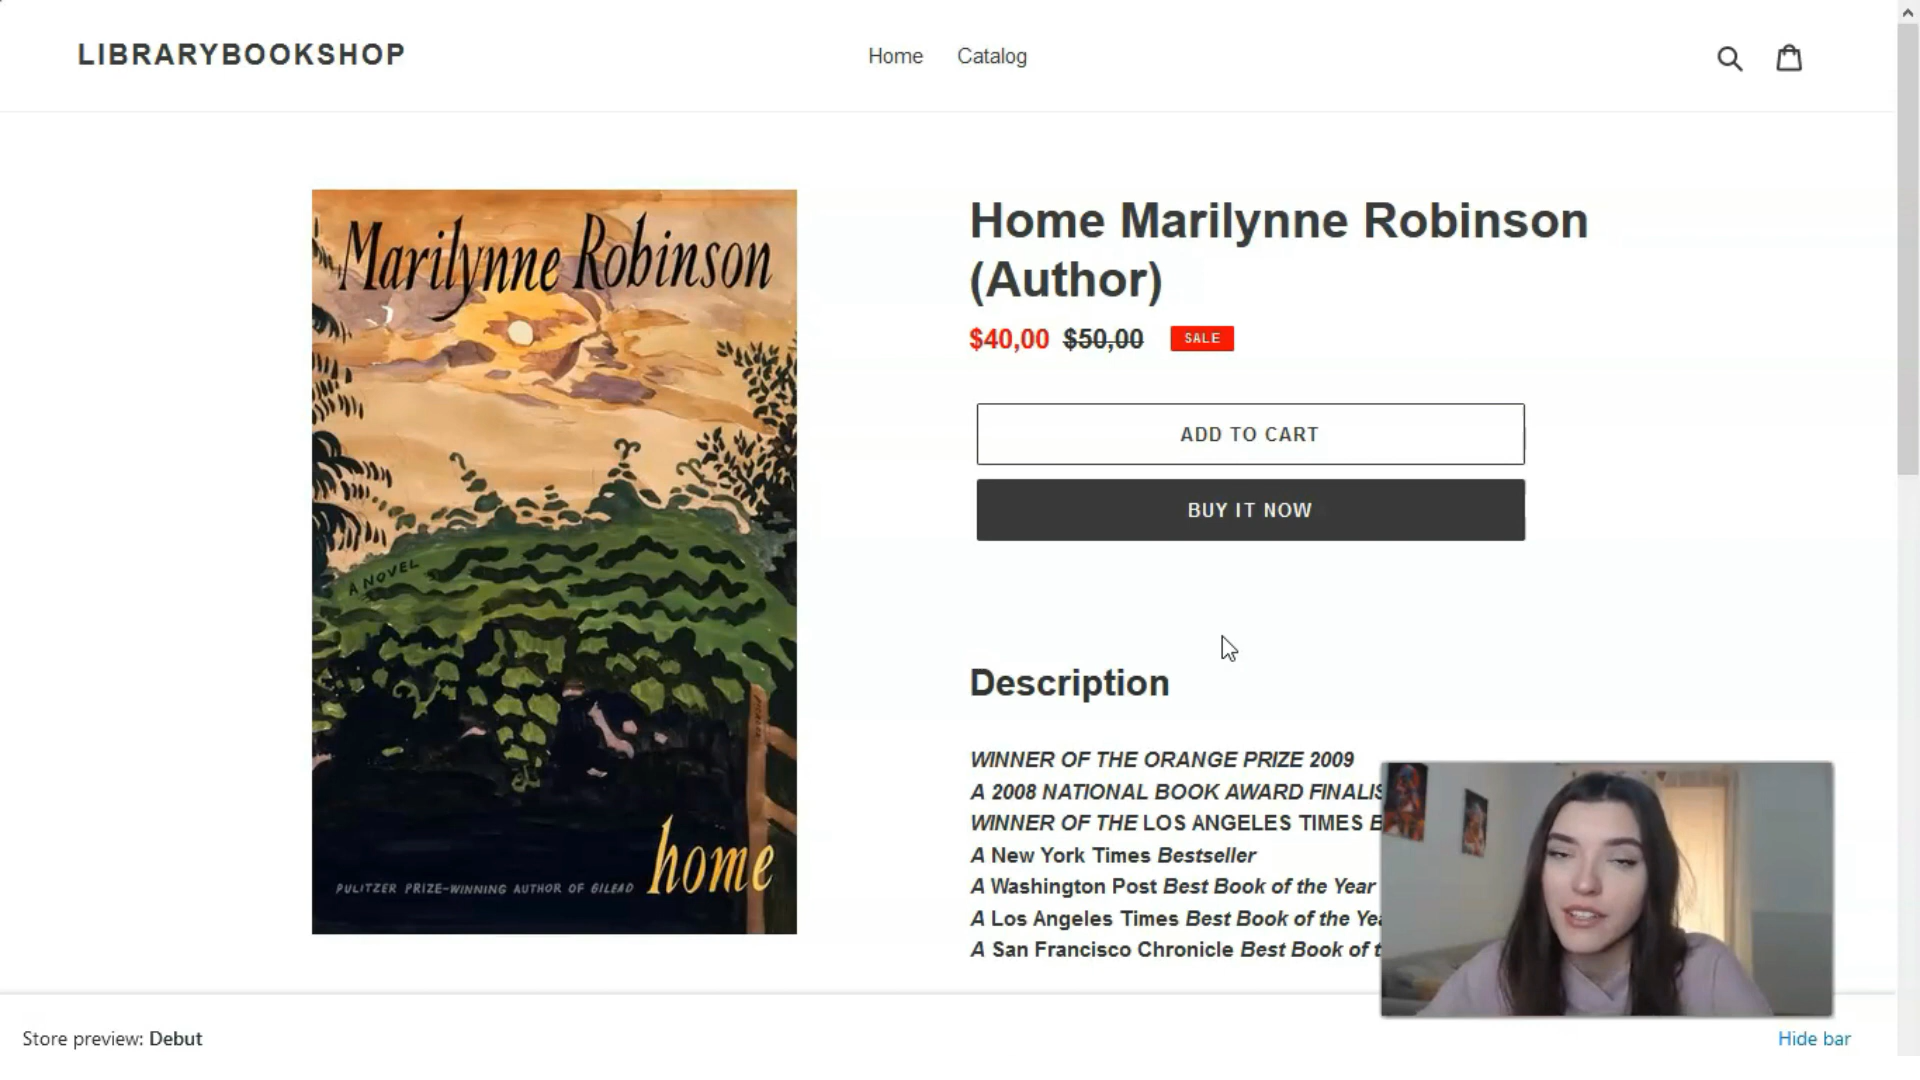 LIBRARYBOOKSHOP
Home
Catalog
Marilynne Robinson
A NOVEL
PULITZER PRIZE-WINNING AUTHOR OF GILEAD
home
Home Marilynne Robinson
(Author)
$40,00 $50,00 SALE
ADD TO CART
BUY IT NOW
Description
WINNER OF THE ORANGE PRIZE 2009
A 2008 NATIONAL BOOK AWARD
WINNER OF THE LOS ANGELES TIMES
A New York Times Bestseller
A Washington Post Best Book of the Year
A Los Angeles Times Best Book of the
A San Francisco Chronicle Best Book of
Store preview: Debut
Hide bar